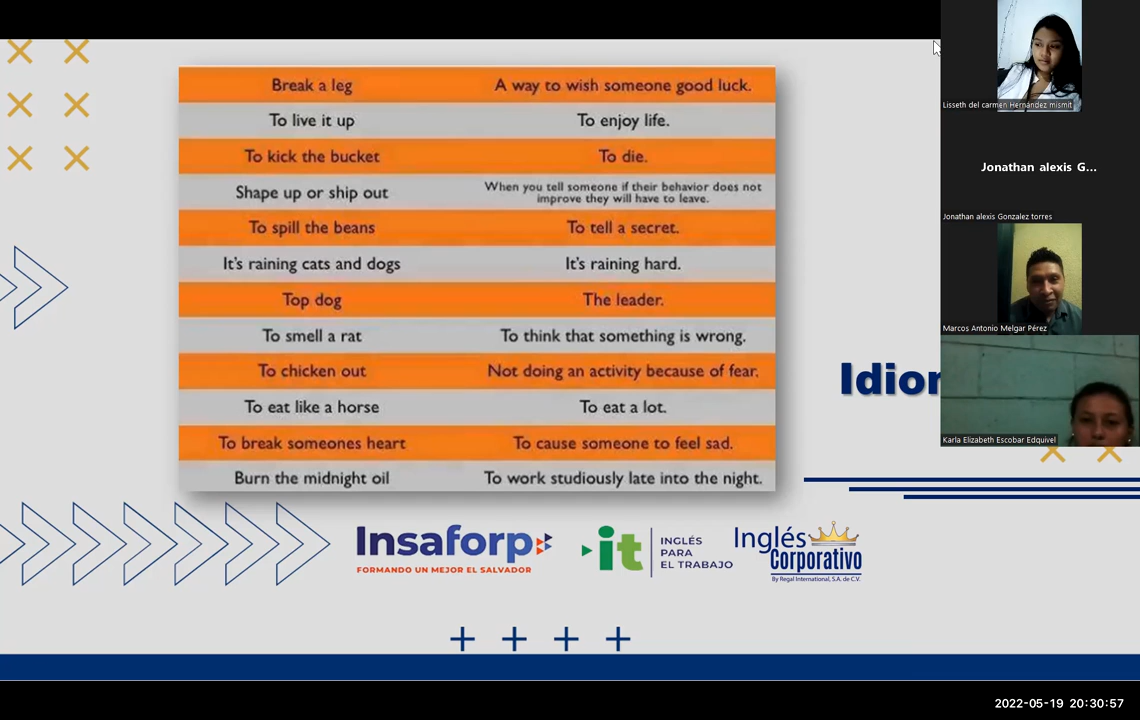 Break a leg A way to wish someone good luck.
To live it up To enjoy life.
To kick the bucket To die.
Shape up or ship out When you tell someone if their behavior does not
improve they will have to leave.
To spill the beans To tell a secret.
It's raining cats and dogs It's raining hard.
Top dog The leader.
To smell a rat To think that something is wrong.
To chicken out Not doing an activity because of fear.
To eat like a horse To eat a lot.
To break someones heart To cause someone to feel sad.
Burn the midnight oil To work studiously late into the night.
Insaforp
FORMANDO UN MEJOR EL SALVADOR
it
INGLÉS
PARA
EL TRABAJO
Inglés
Corporativo
By Regal International, S.A. de C.V.
Lisseth del carmen Hernández mismit
Jonathan alexis G...
Jonathan alexis Gonzalez torres
Marcos Antonio Melgar Pérez
Karla Elizabeth Escobar Edquivel
2022-05-19 20:30:57